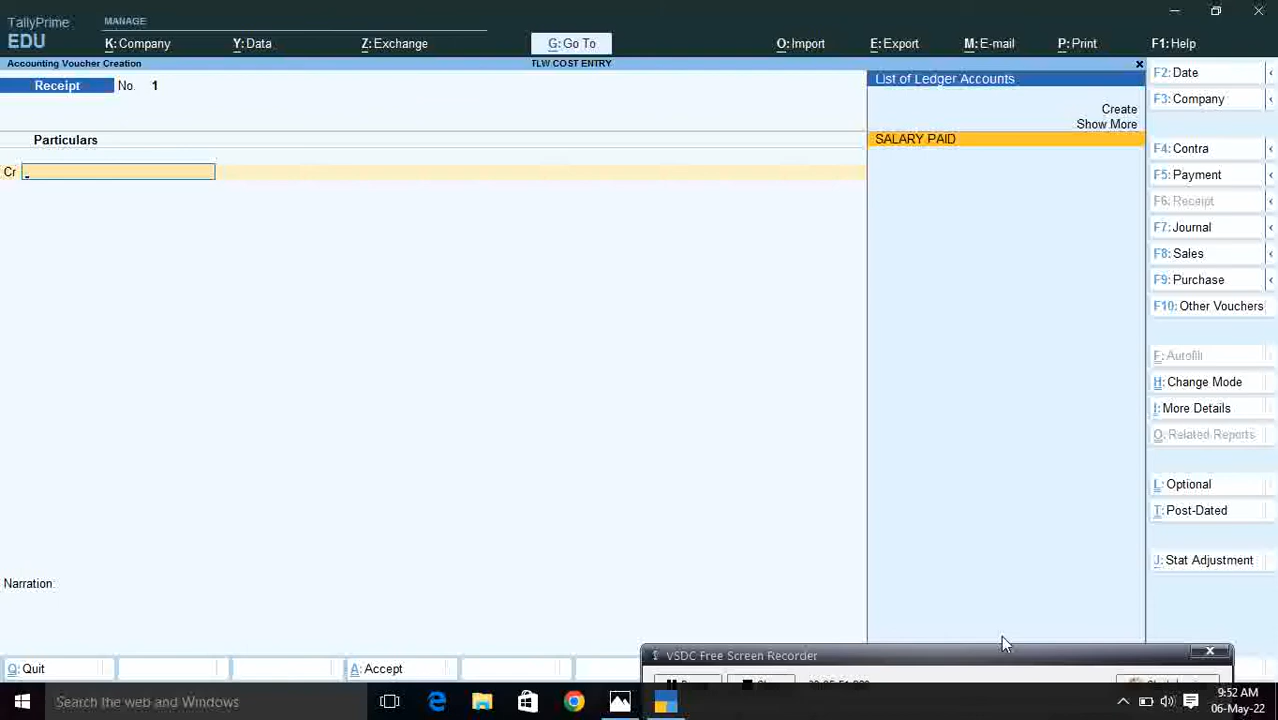 TallyPrime
MANAGE
EDU
K: Company
Y: Data
Z: Exchange
G: Go To
O: Import
E: Export
M: E-mail
P: Print
F1: Help
Accounting Voucher Creation
TLW COST ENTRY
Receipt No. 1
List of Ledger Accounts
F2: Date
F3: Company
Create
Show More
Particulars
SALARY PAID
F4: Contra
Cr
F5: Payment
F6: Receipt
F7: Journal
F8: Sales
F9: Purchase
F10: Other Vouchers
F: Autofill
H: Change Mode
I: More Details
O: Related Reports
L: Optional
T: Post-Dated
J: Stat Adjustment
Narration:
Q: Quit
A: Accept
VSDC Free Screen Recorder
Search the web and Windows
9:52 AM
06-May-22